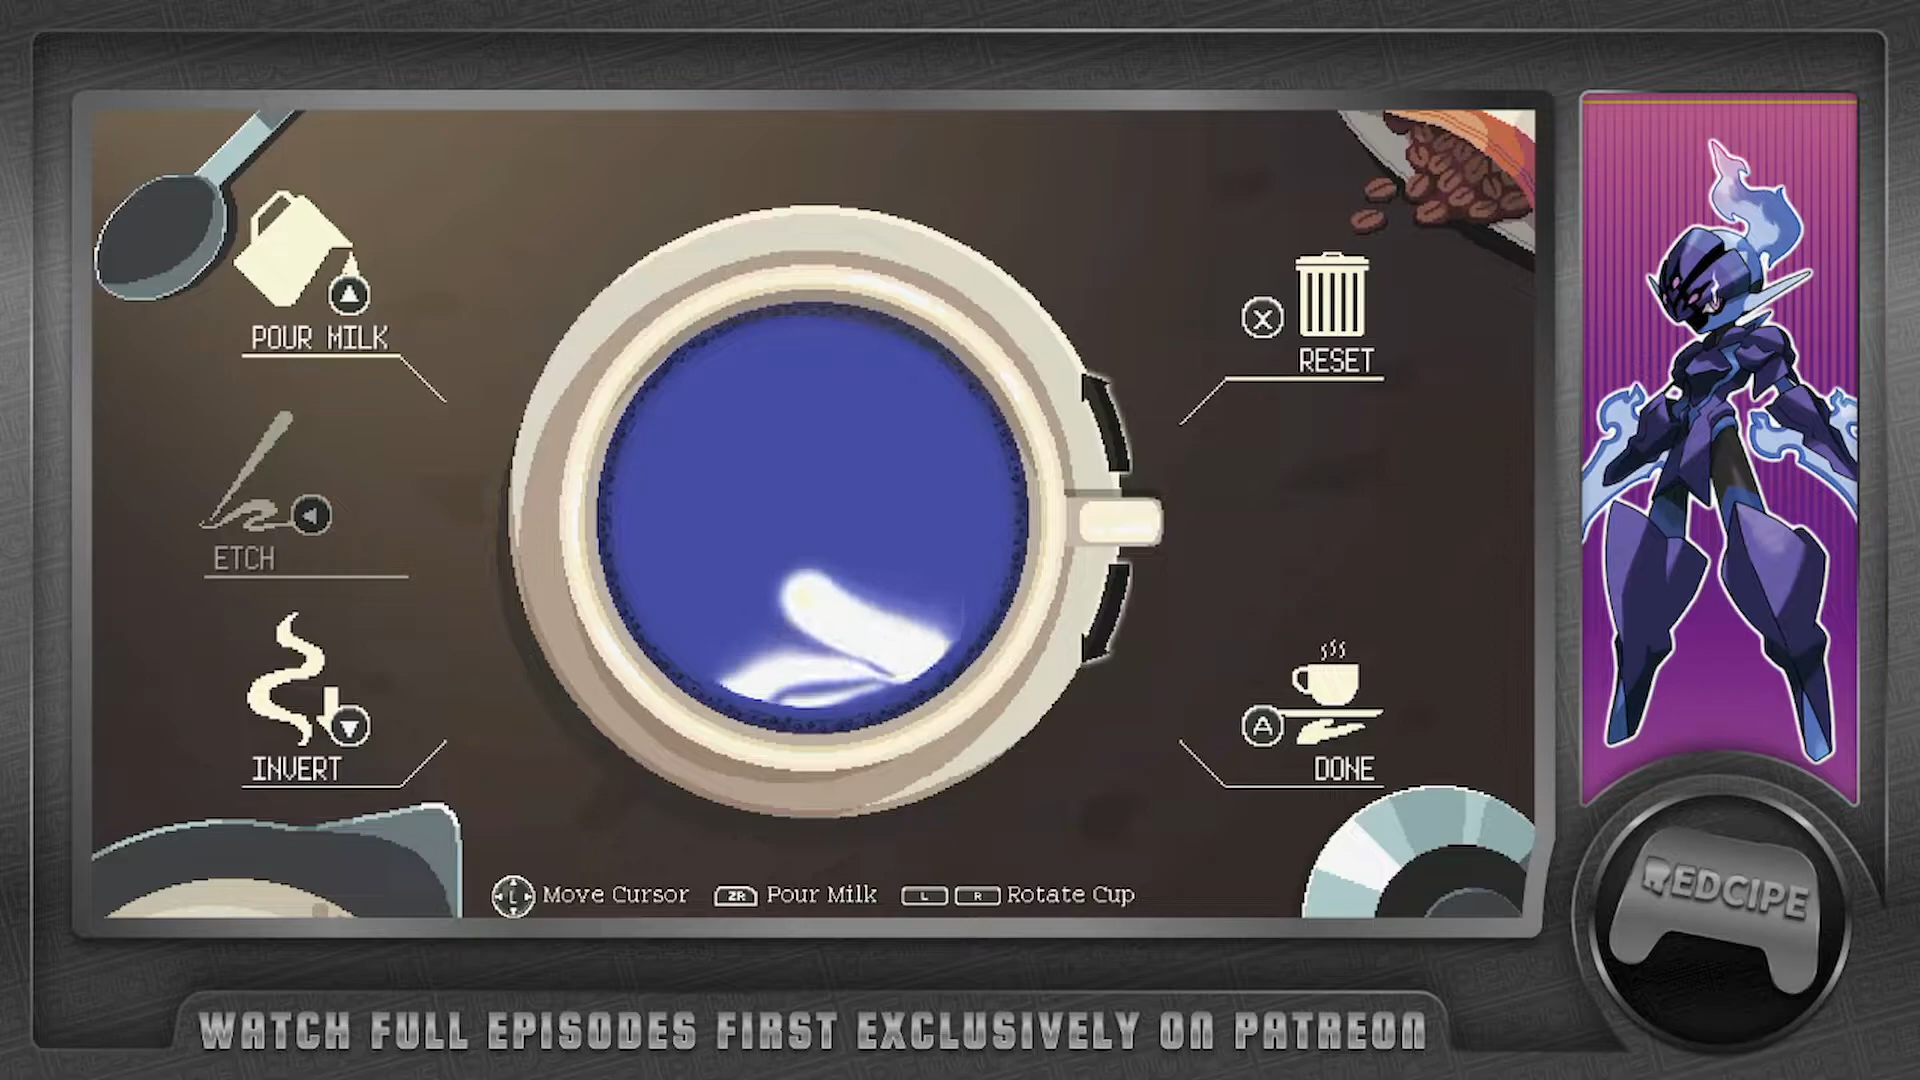 POUR MILK
X
RESET
ETCH
INVERT
A
DONE
L Move Cursor ZR Pour Milk L R Rotate Cup
REDCIPE
WATCH FULL EPISODES FIRST EXCLUSIVELY ON PATREON